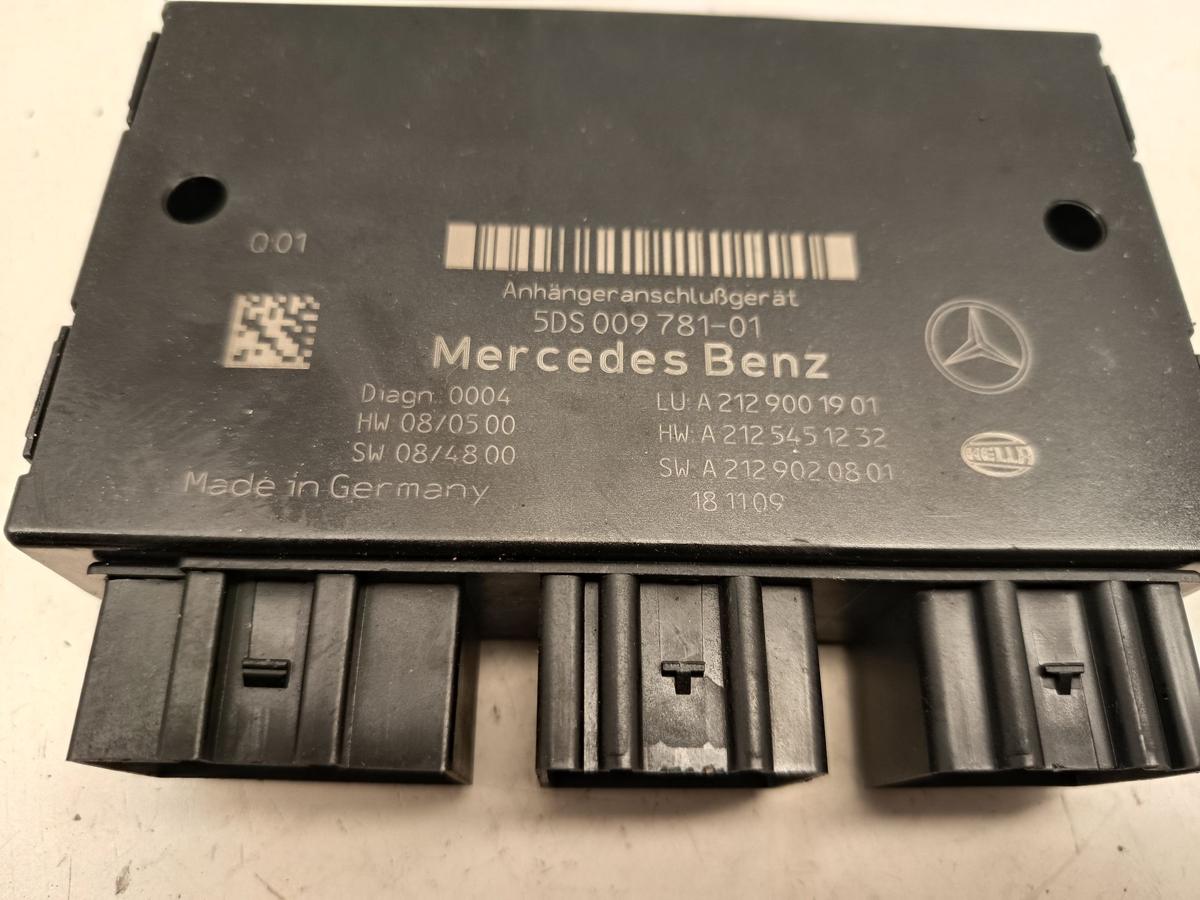 Q:01
Anhängeranschlußgerät
5DS 009 781-01
Mercedes Benz
Diagn. 0004
HW 08/05 00
SW 08/48 00
Made in Germany
LU: A 212 900 19 01
HW: A 212 545 12 32
SW: A 212 902 08 01
18 11 09
HELLA